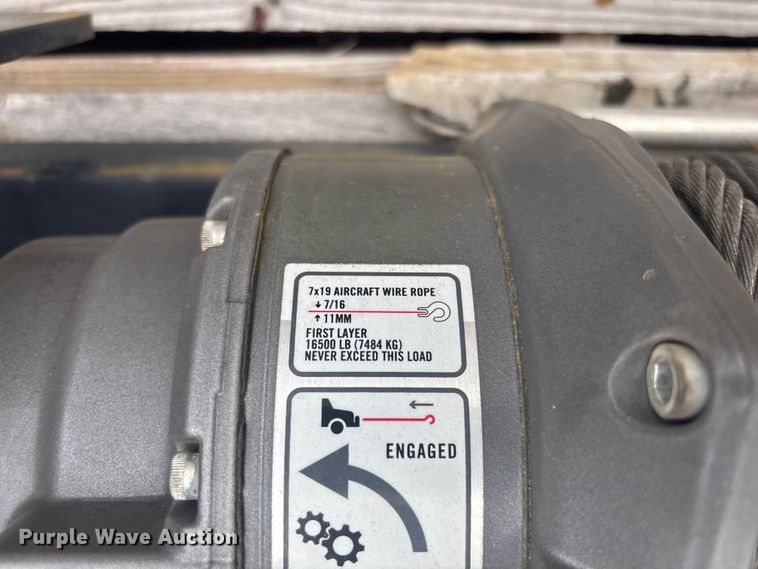 7x19 AIRCRAFT WIRE ROPE
↓ 7/16
↑ 11MM
FIRST LAYER
16500 LB (7484 KG)
NEVER EXCEED THIS LOAD
ENGAGED
Purple Wave Auction